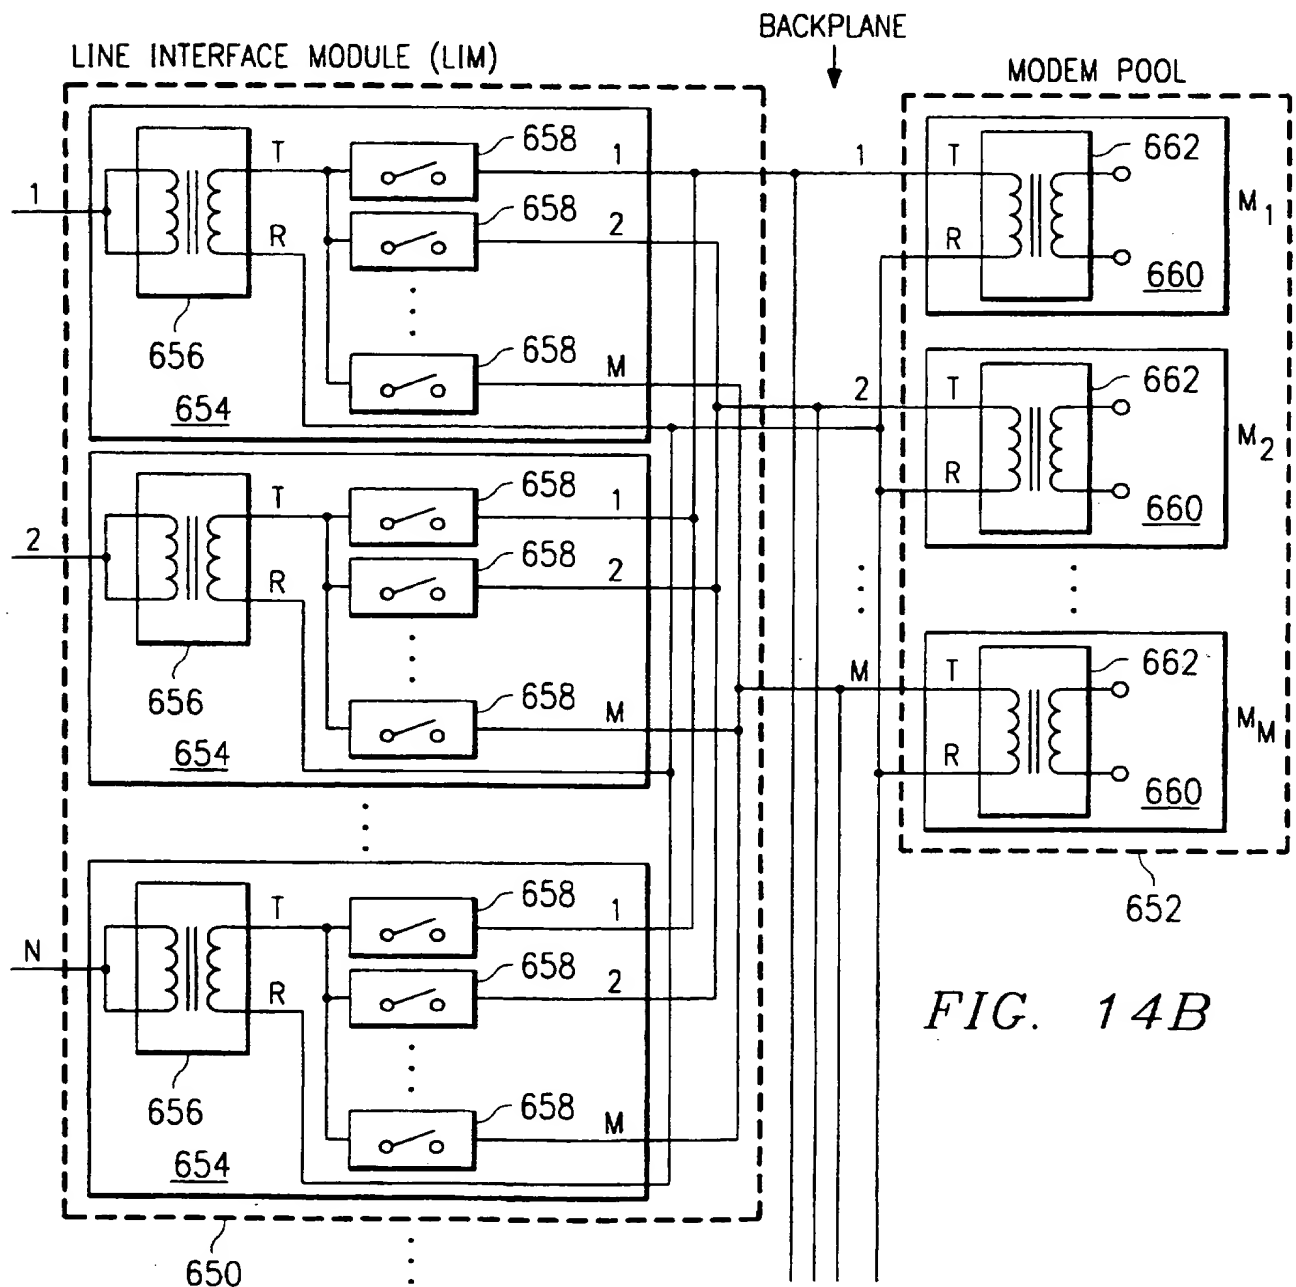 BACKPLANE
LINE INTERFACE MODULE (LIM)
MODEM POOL
1
T
R
656
654
658
1
658
2
658
M
2
T
R
656
654
658
1
658
2
658
M
N
T
R
656
654
658
1
658
2
658
M
650
1
T
R
662
660
M1
2
T
R
662
660
M2
M
T
R
662
660
MM
652
FIG. 14B